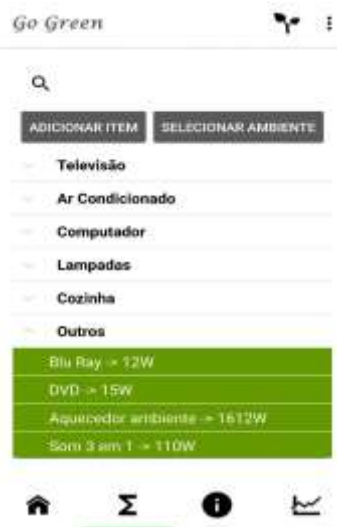 Go Green
ADICIONAR ITEM SELECIONAR AMBIENTE
Televisão
Ar Condicionado
Computador
Lampadas
Cozinha
Outros
Blu Ray -> 12W
DVD -> 15W
Aquecedor ambiente -> 1612W
Som 3 em 1 -> 110W